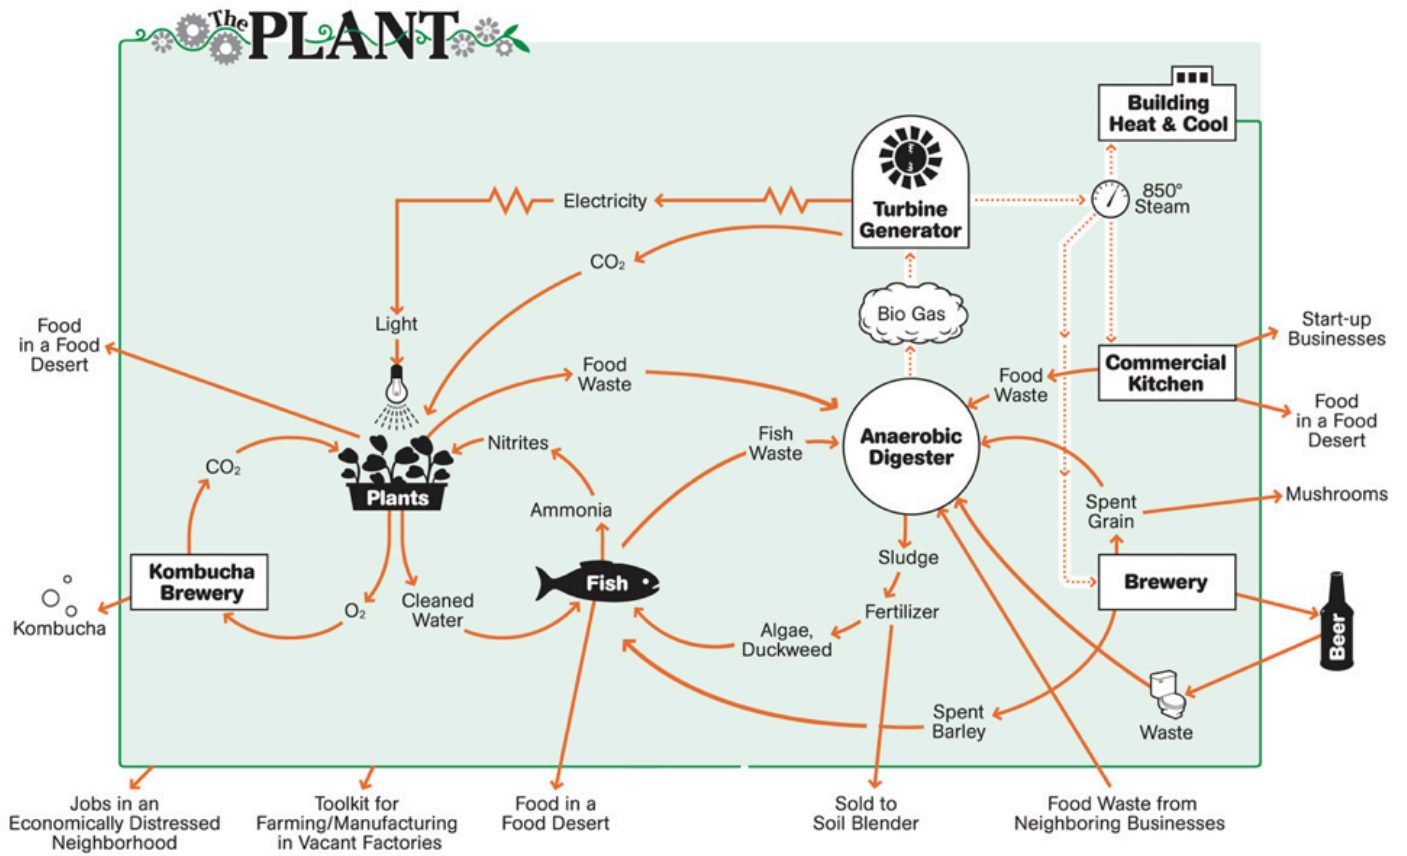 The PLANT
Building
Heat & Cool
850°
Steam
Turbine
Generator
Electricity
CO₂
Bio Gas
Light
Food
in a Food
Desert
Start-up
Businesses
Commercial
Kitchen
Food
Waste
Food
Waste
Food
in a Food
Desert
Anaerobic
Digester
Fish
Waste
Nitrites
CO₂
Plants
Ammonia
Spent
Grain
Mushrooms
Sludge
Kombucha
Brewery
Fish
Brewery
Cleaned
Water
O₂
Fertilizer
Algae,
Duckweed
Kombucha
Beer
Spent
Barley
Waste
Jobs in an
Economically Distressed
Neighborhood
Toolkit for
Farming/Manufacturing
in Vacant Factories
Food in a
Food Desert
Sold to
Soil Blender
Food Waste from
Neighboring Businesses